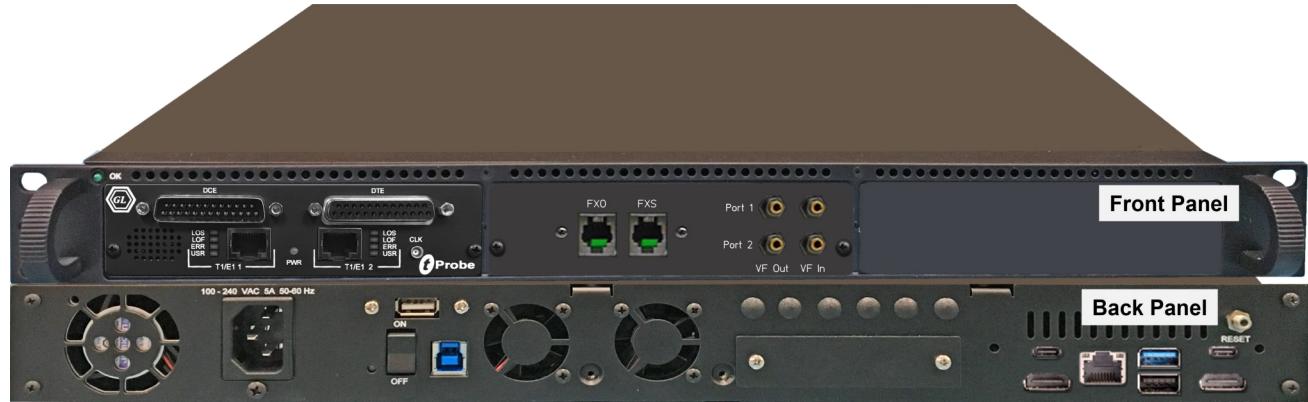 OK
GL
DCE
DTE
LOS
LOF
ERR
USR
T1/E1 1
PWR
T1/E1 2
LOS
LOF
ERR
USR
CLK
tProbe
FXO
FXS
Port 1
Port 2
VF Out
VF In
Front Panel
100 - 240 VAC 5A 50-60 Hz
ON
OFF
Back Panel
RESET